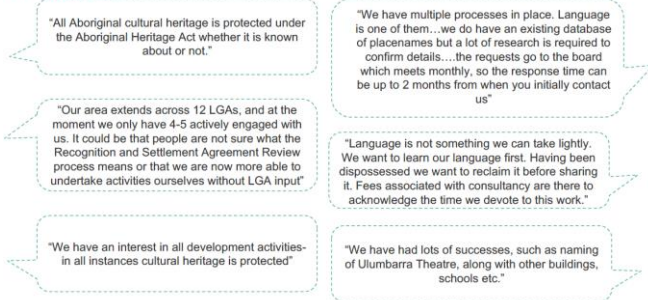 "All Aboriginal cultural heritage is protected under
the Aboriginal Heritage Act whether it is known
about or not."
"We have multiple processes in place. Language
is one of them…we do have an existing database
of placenames but a lot of research is required to
confirm details….the requests go to the board
which meets monthly, so the response time can
be up to 2 months from when you initially contact
us"
"Our area extends across 12 LGAs, and at the
moment we only have 4-5 actively engaged with
us. It could be that people are not sure what the
Recognition and Settlement Agreement Review
process means or that we are now more able to
undertake activities ourselves without LGA input"
"Language is not something we can take lightly.
We want to learn our language first. Having been
dispossessed we want to reclaim it before sharing
it. Fees associated with consultancy are there to
acknowledge the time we devote to this work."
"We have an interest in all development activities-
in all instances cultural heritage is protected"
"We have had lots of successes, such as naming
of Ulumbarra Theatre, along with other buildings,
schools etc."